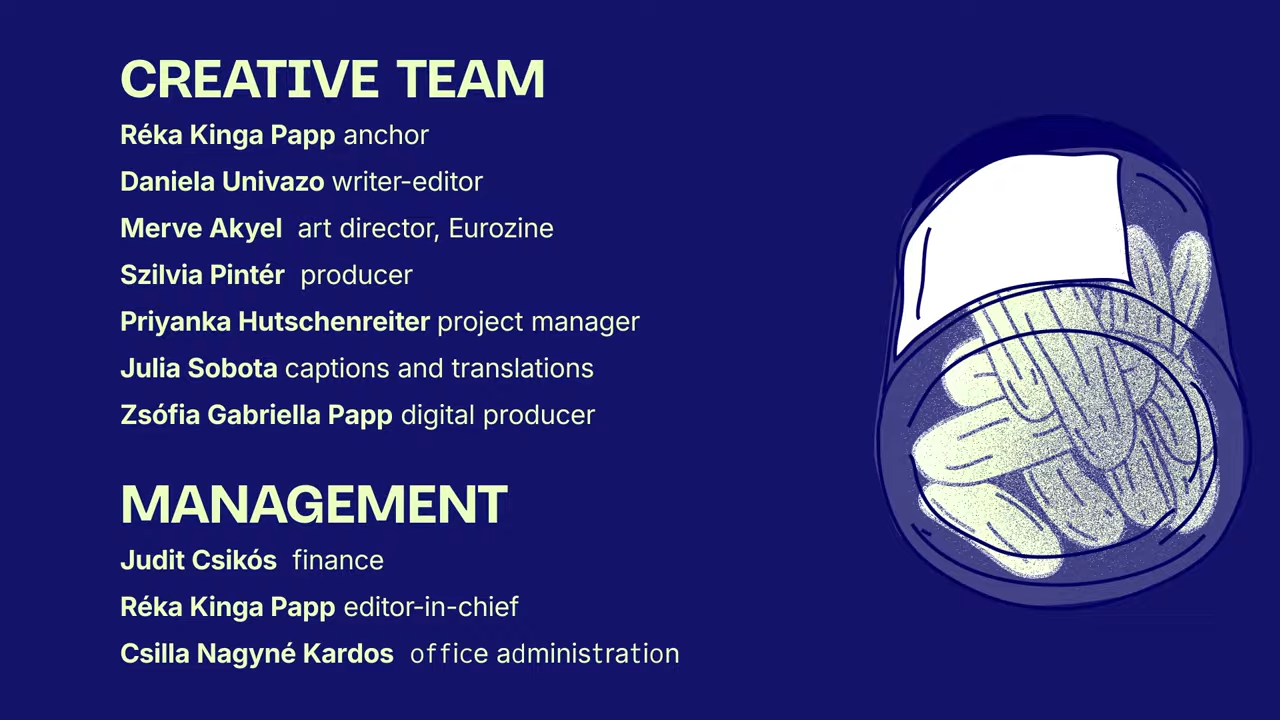 CREATIVE TEAM
Réka Kinga Papp anchor
Daniela Univazo writer-editor
Merve Akyel art director, Eurozine
Szilvia Pintér producer
Priyanka Hutschenreiter project manager
Julia Sobota captions and translations
Zsófia Gabriella Papp digital producer
MANAGEMENT
Judit Csikós finance
Réka Kinga Papp editor-in-chief
Csilla Nagyné Kardos office administration